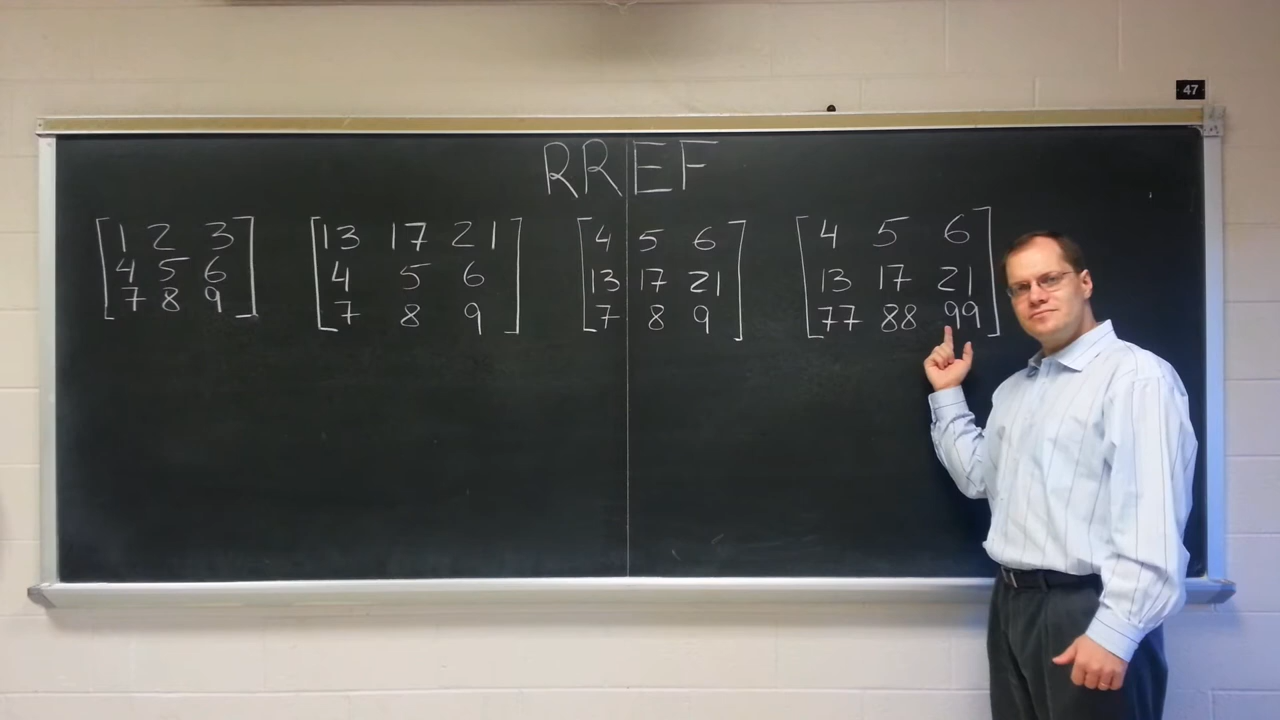 47
RREF
1 2 3 13 17 21 4 5 6 4 5 6
4 5 6 4 5 6 13 17 21 13 17 21
7 8 9 7 8 9 7 8 9 77 88 99